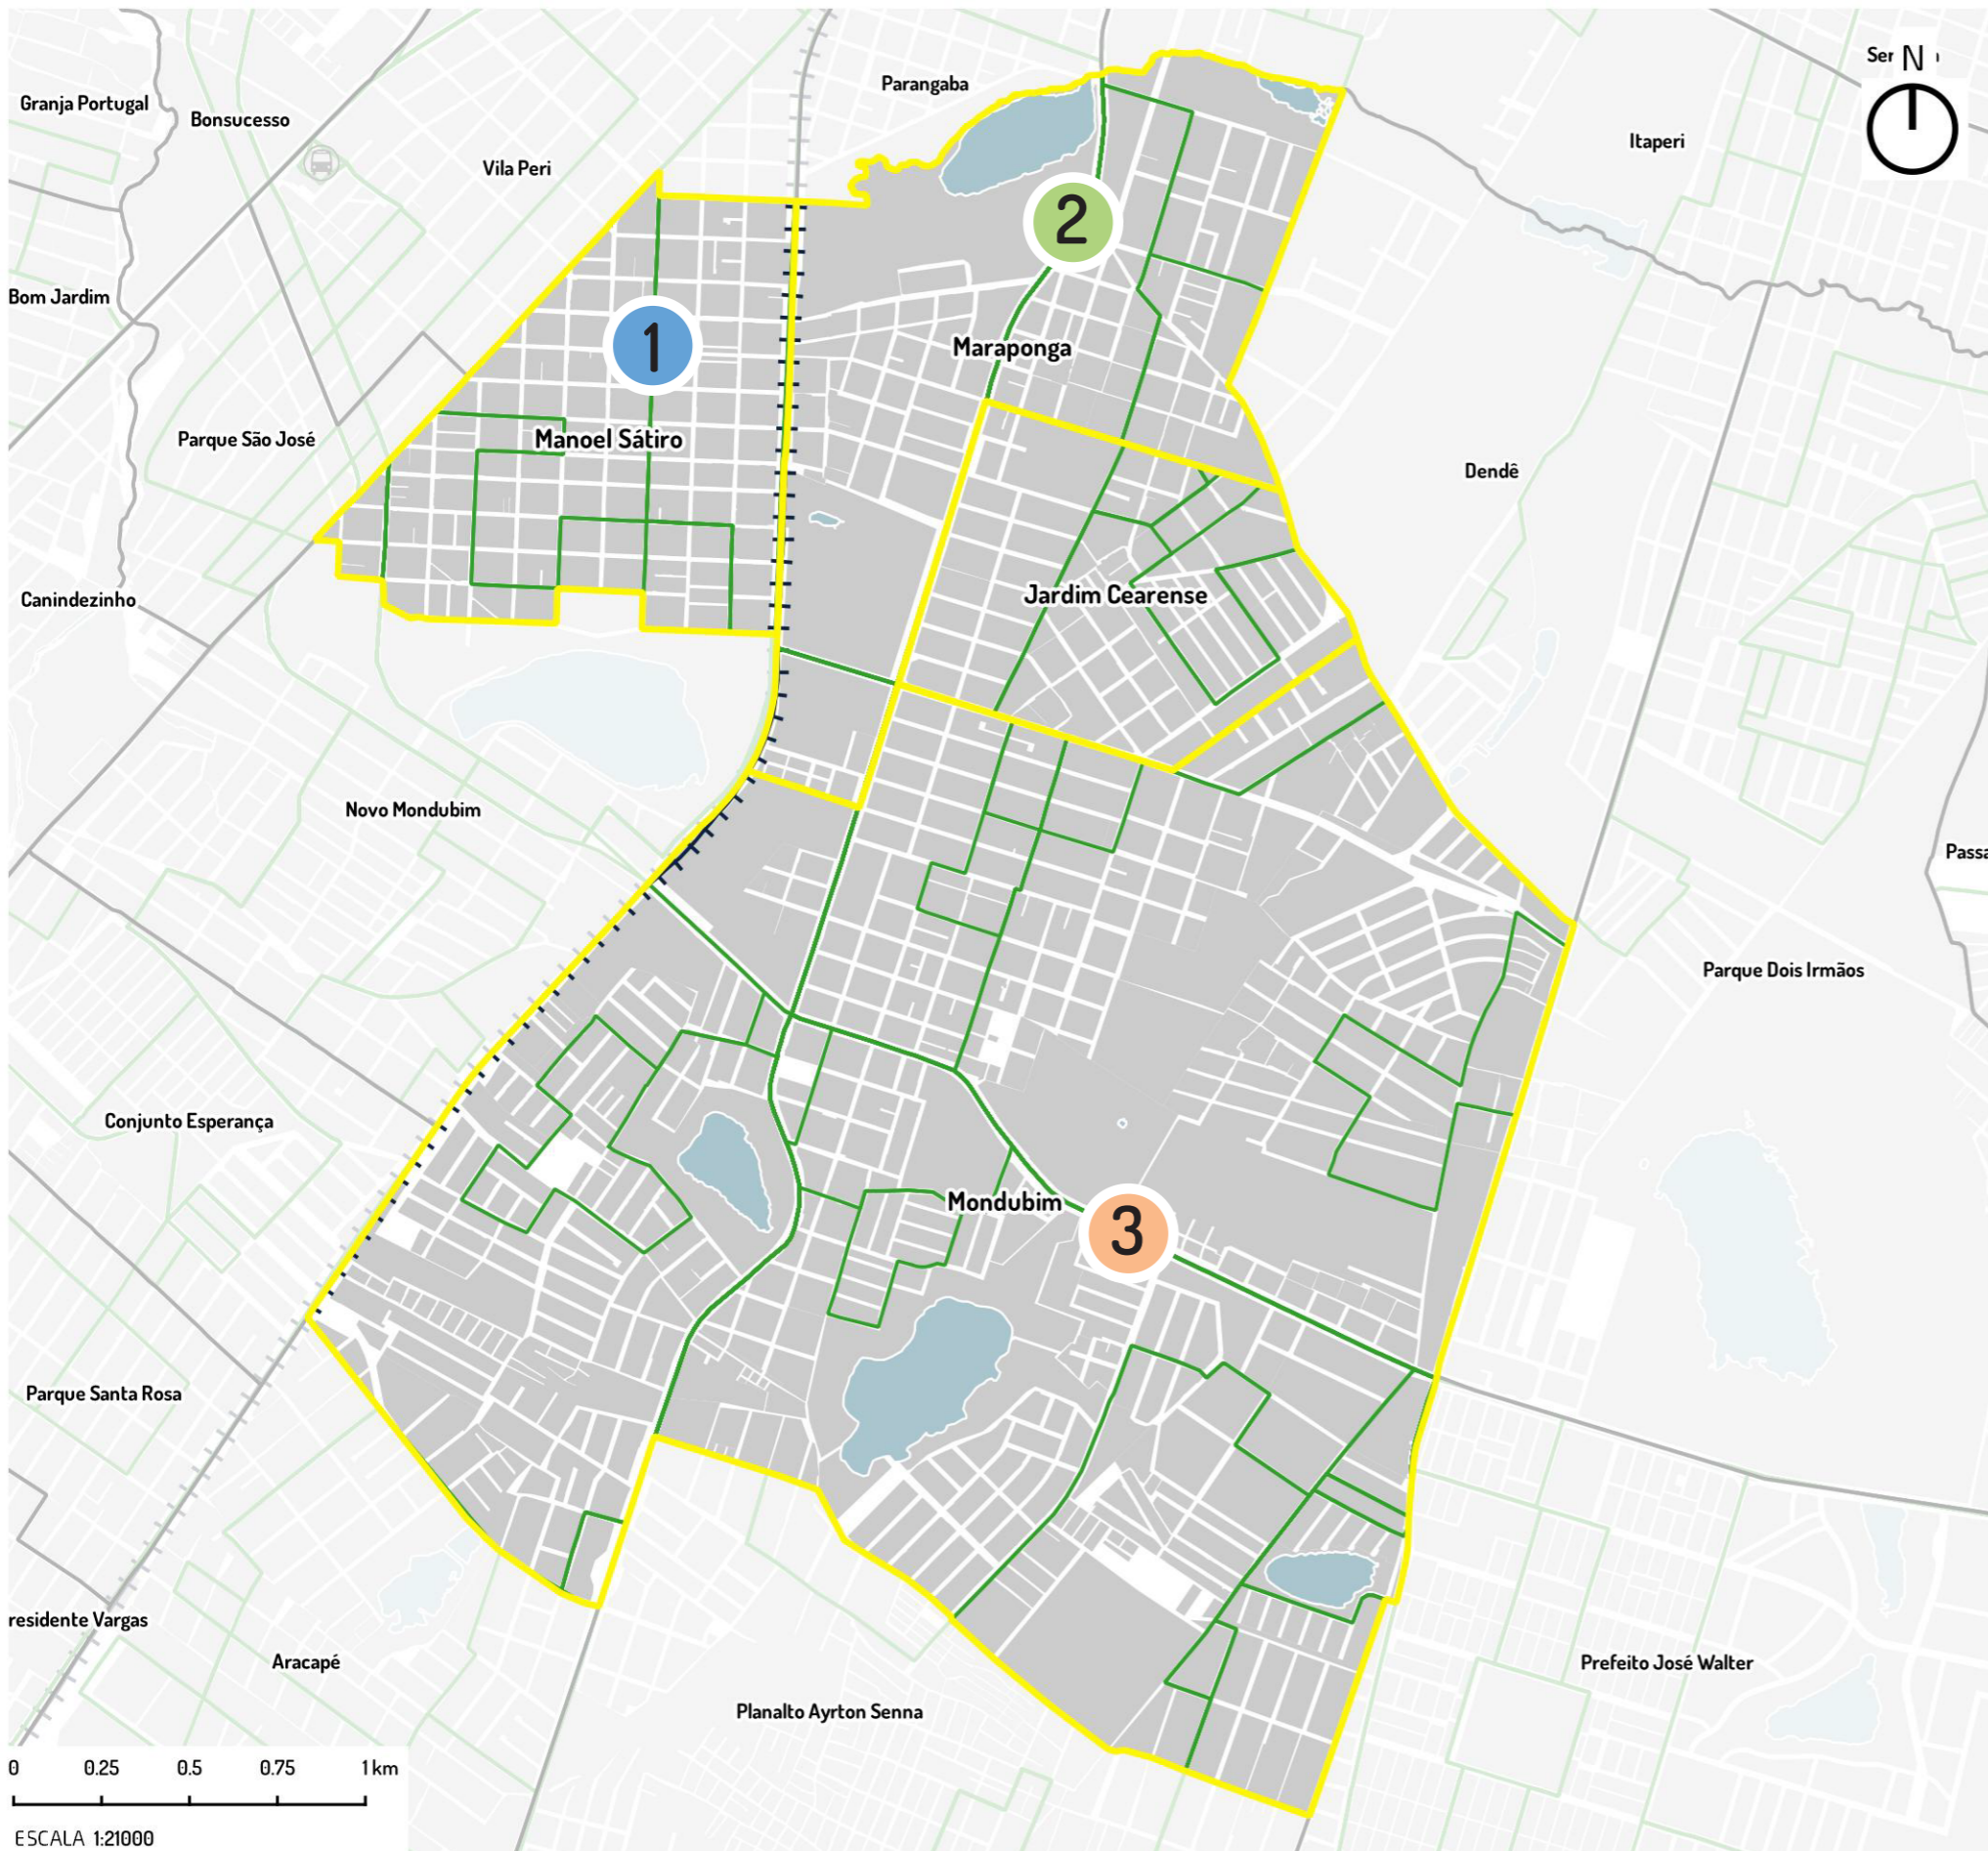 Parangaba
N
Granja Portugal
Bonsucesso
Itaperi
Vila Peri
2
Bom Jardim
1
Maraponga
Parque São José
Manoel Sátiro
Dendê
Canindezinho
Jardim Cearense
Novo Mondubim
Parque Dois Irmãos
Conjunto Esperança
Mondubim
3
Parque Santa Rosa
residente Vargas
Aracapé
Prefeito José Walter
Planalto Ayrton Senna
0 0.25 0.5 0.75 1 km
ESCALA 1:21000